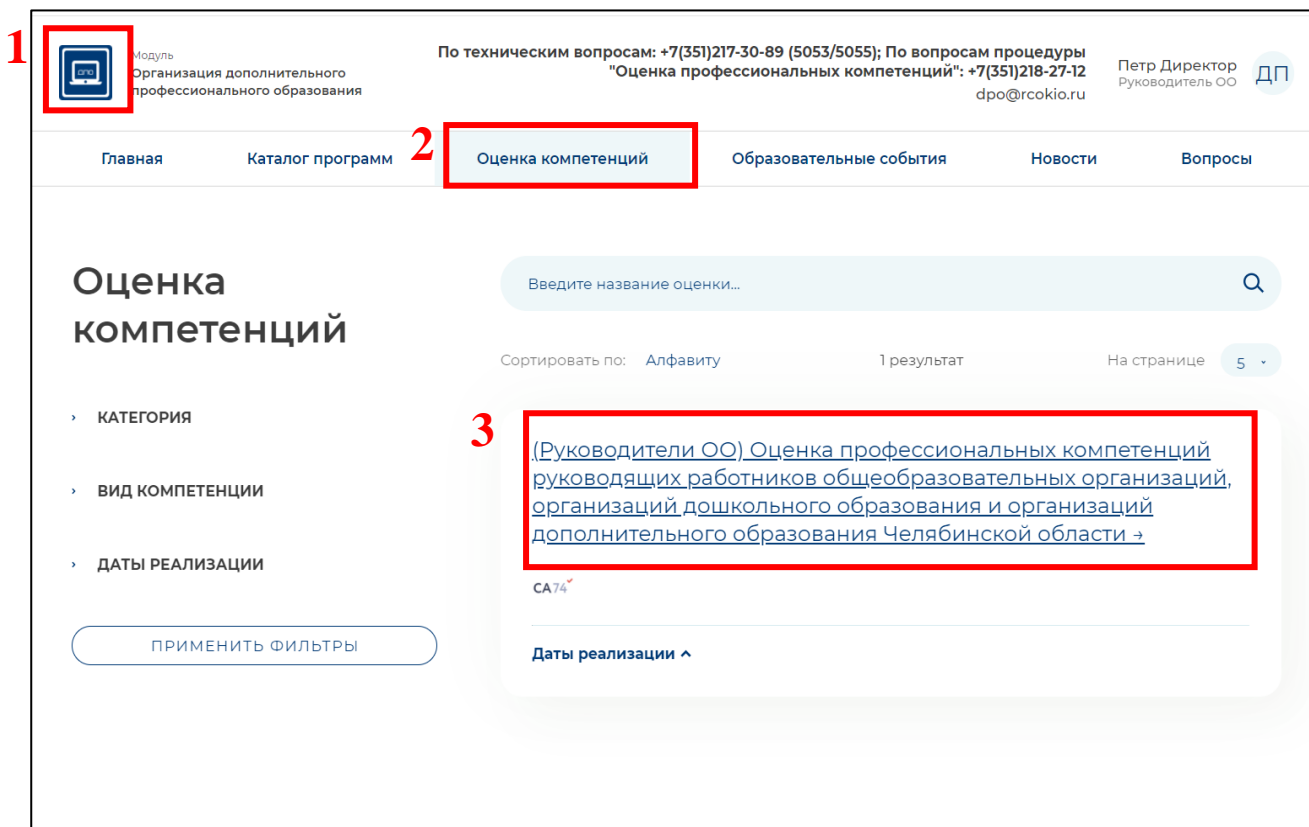 1
Модуль
Организация дополнительного
профессионального образования
дпо
По техническим вопросам: +7(351)217-30-89 (5053/5055); По вопросам процедуры
"Оценка профессиональных компетенций": +7(351)218-27-12
dpo@rcokio.ru
Петр Директор
Руководитель ОО
ДП
2
Главная Каталог программ Оценка компетенций Образовательные события Новости Вопросы
Оценка
компетенций
Введите название оценки...
Сортировать по: Алфавиту 1 результат На странице 5
КАТЕГОРИЯ
ВИД КОМПЕТЕНЦИИ
ДАТЫ РЕАЛИЗАЦИИ
ПРИМЕНИТЬ ФИЛЬТРЫ
3
(Руководители ОО) Оценка профессиональных компетенций
руководящих работников общеобразовательных организаций,
организаций дошкольного образования и организаций
дополнительного образования Челябинской области →
СА74
Даты реализации